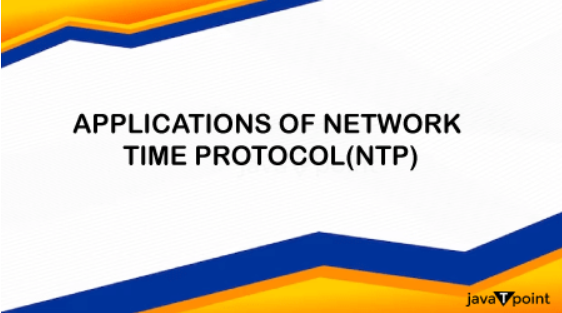 APPLICATIONS OF NETWORK
TIME PROTOCOL(NTP)
javaTpoint